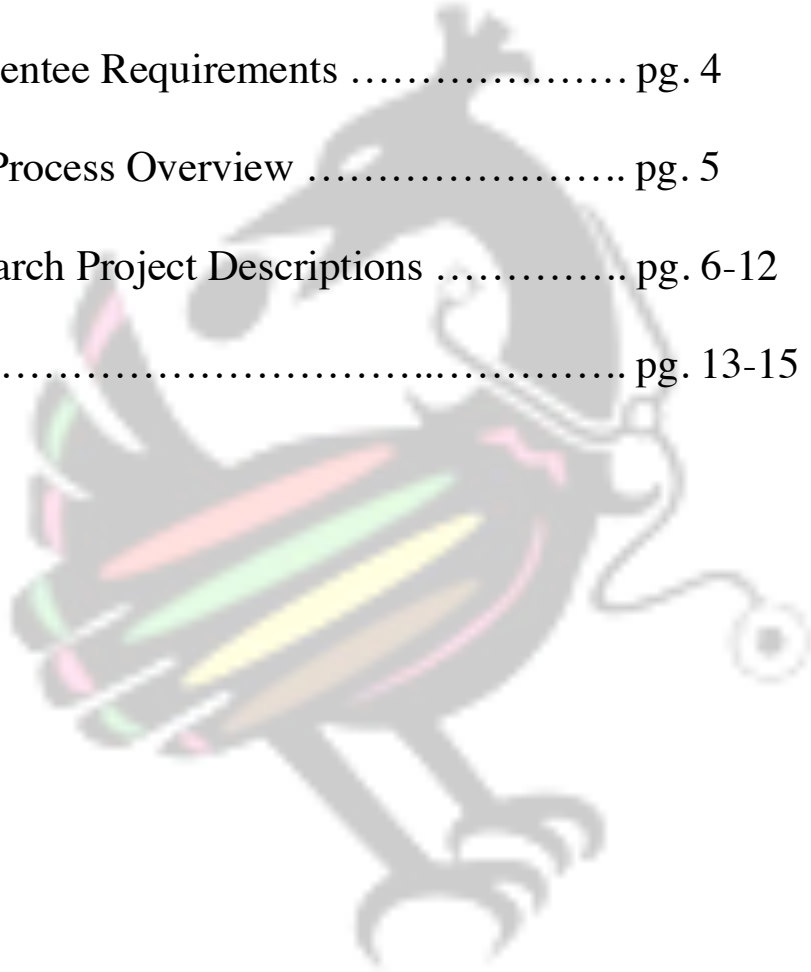 entee Requirements ………………… pg. 4
Process Overview ………………….. pg. 5
arch Project Descriptions ………….. pg. 6-12
………………………..………….. pg. 13-15